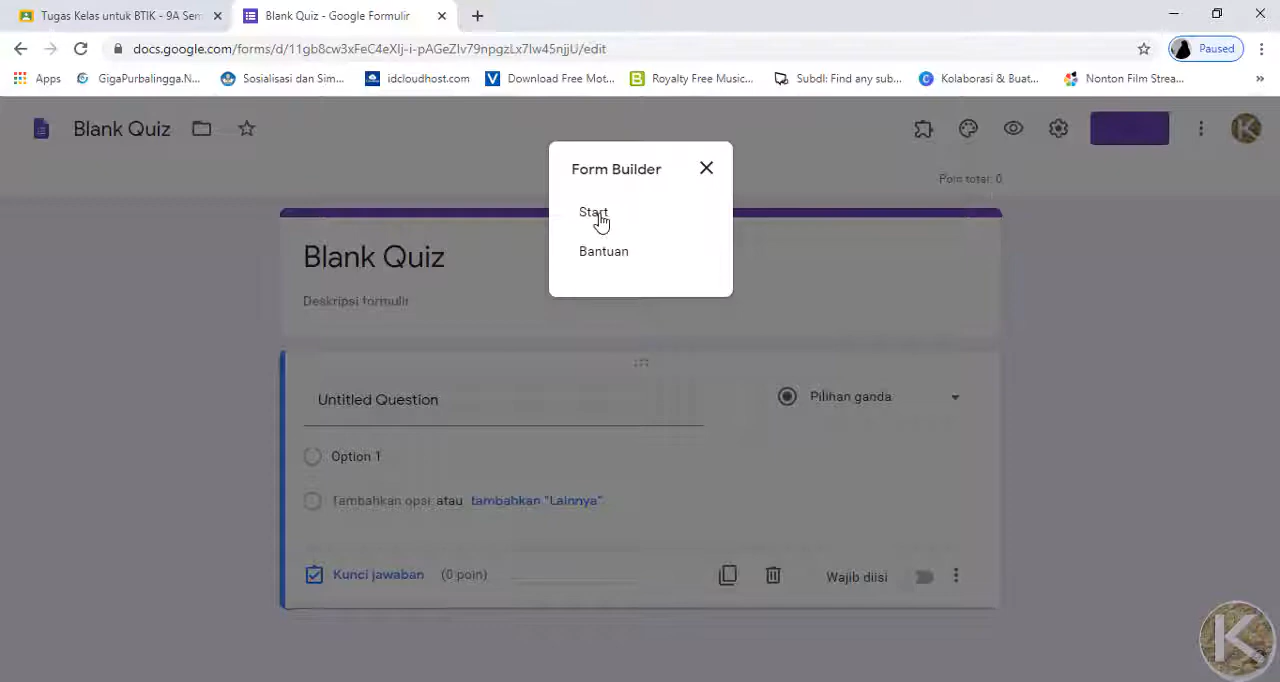 Tugas Kelas untuk BTIK - 9A Sem
Blank Quiz - Google Formulir
docs.google.com/forms/d/11gb8cw3xFeC4eXlj-i-pAGeZlv79npgzLx7lw45njjU/edit
Paused
Apps
GigaPurbalingga.N...
Sosialisasi dan Sim...
idcloudhost.com
Download Free Mot...
Royalty Free Music...
Subdl: Find any sub...
Kolaborasi & Buat...
Nonton Film Strea...
Blank Quiz
Poin total: 0
Form Builder
Start
Bantuan
Blank Quiz
Deskripsi formulir
Untitled Question
Pilihan ganda
Option 1
Tambahkan opsi atau tambahkan "Lainnya"
Kunci jawaban (0 poin)
Wajib diisi
K